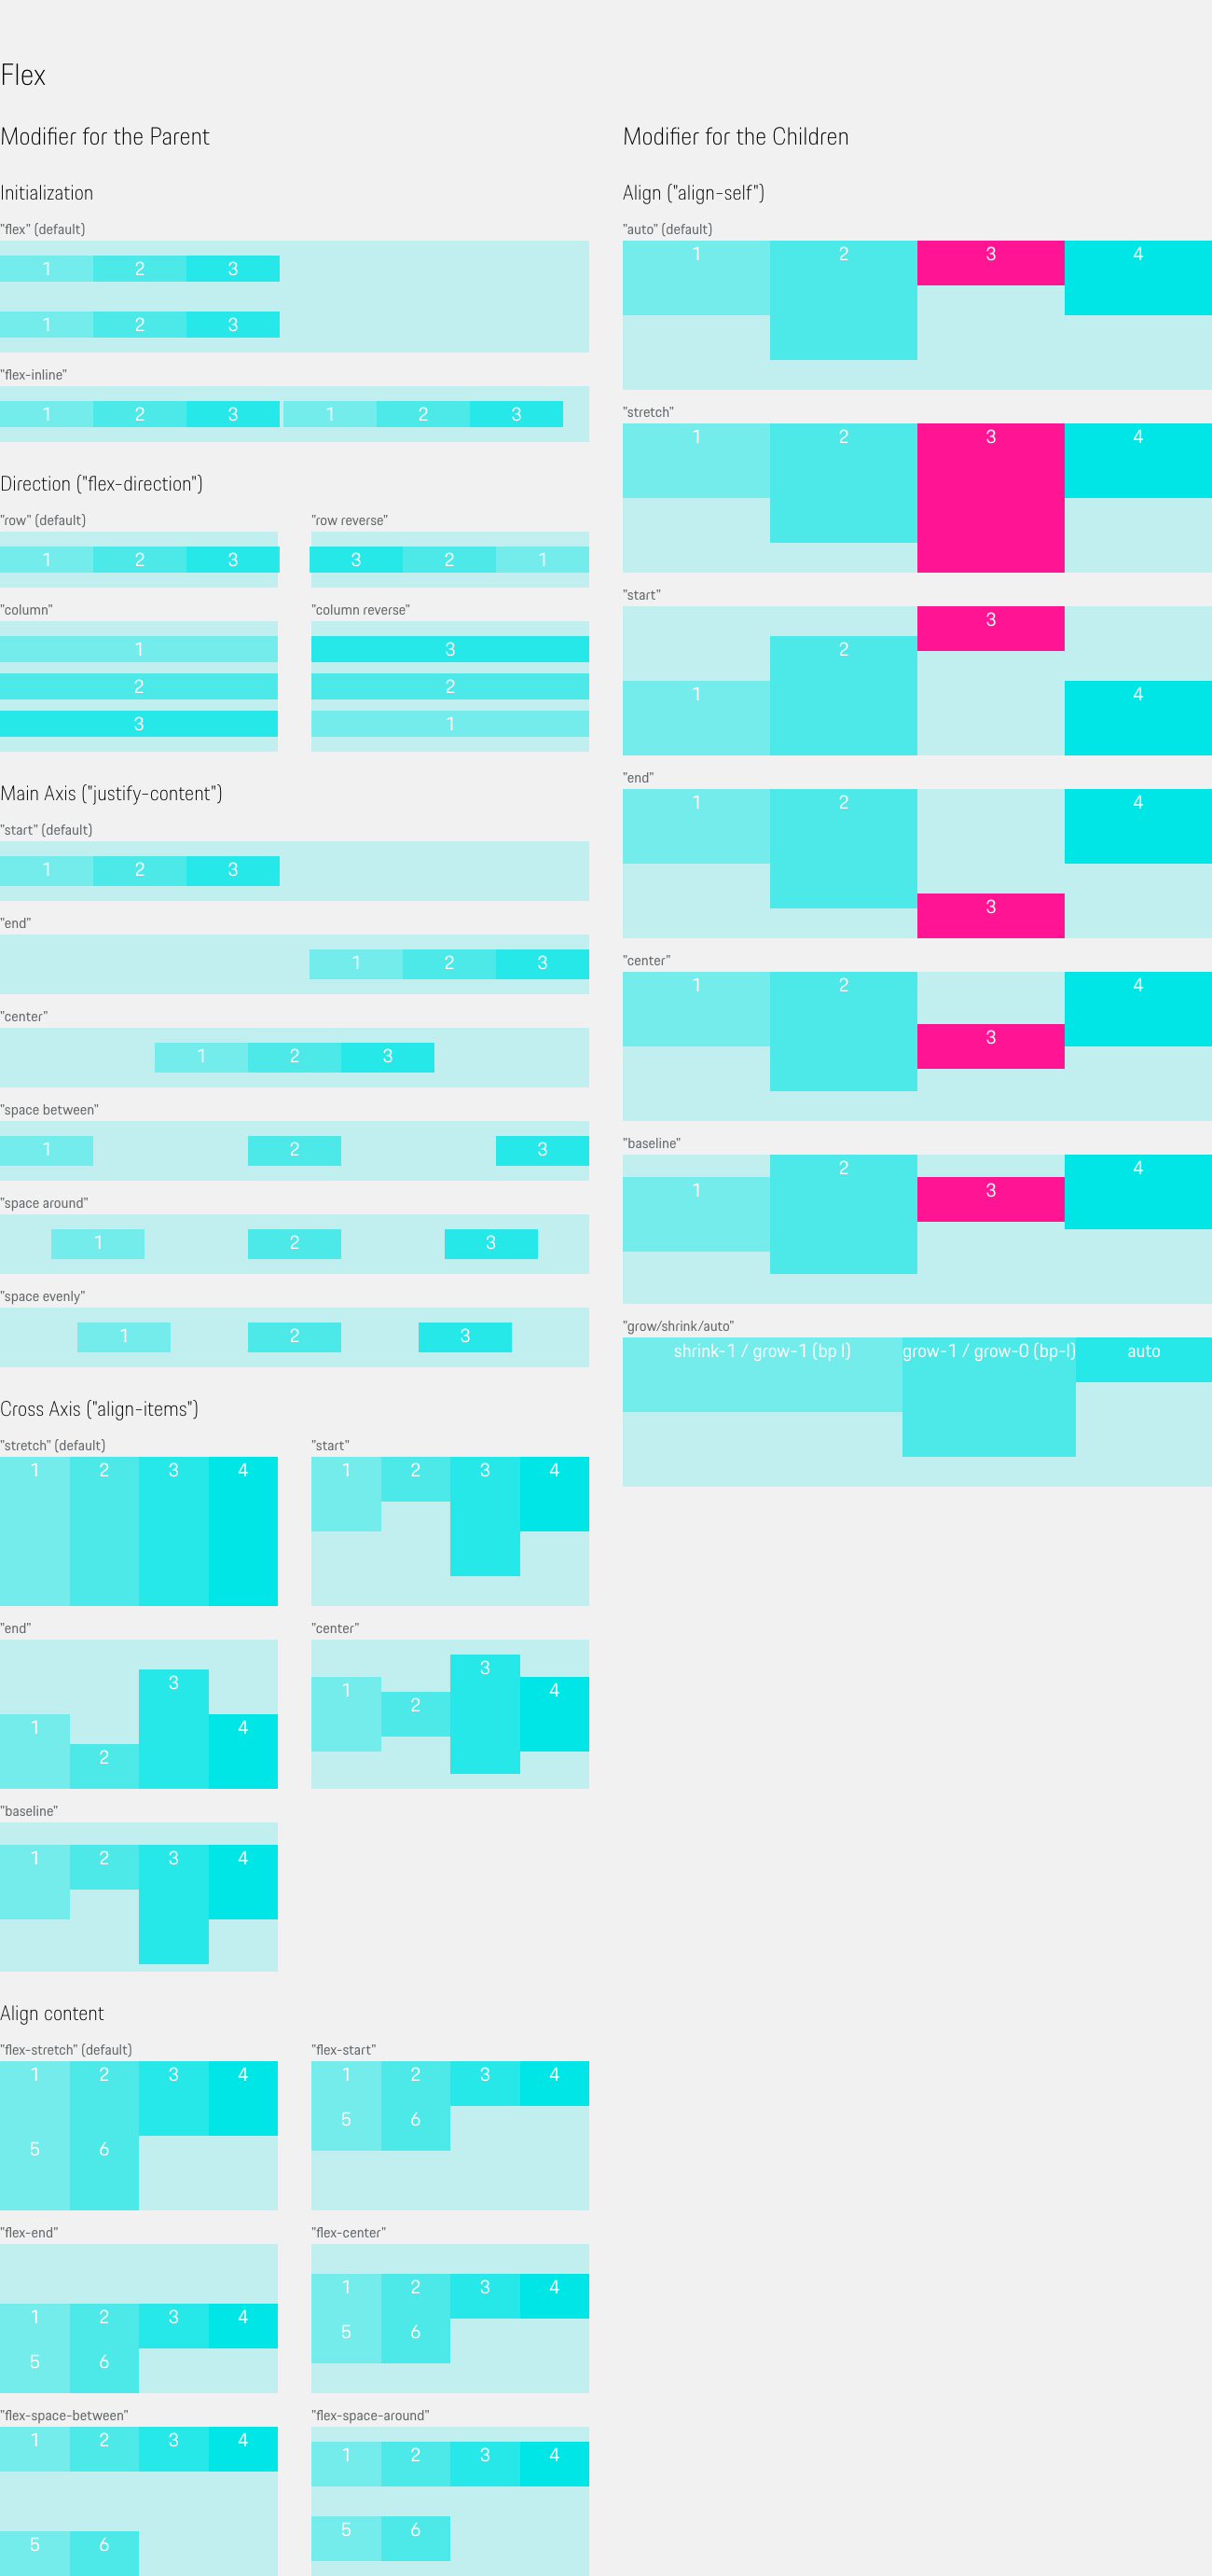 Flex
Modifier for the Parent
Initialization
"flex" (default)
1 2 3
1 2 3
"flex-inline"
1 2 3 1 2 3
Direction ("flex-direction")
"row" (default)
1 2 3
"row reverse"
3 2 1
"column"
1
2
3
"column reverse"
3
2
1
Main Axis ("justify-content")
"start" (default)
1 2 3
"end"
1 2 3
"center"
1 2 3
"space between"
1 2 3
"space around"
1 2 3
"space evenly"
1 2 3
Cross Axis ("align-items")
"stretch" (default)
1 2 3 4
"start"
1 2 3 4
"end"
1 2 3 4
"center"
1 2 3 4
"baseline"
1 2 3 4
Align content
"flex-stretch" (default)
1 2 3 4
5 6
"flex-start"
1 2 3 4
5 6
"flex-end"
1 2 3 4
5 6
"flex-center"
1 2 3 4
5 6
"flex-space-between"
1 2 3 4
5 6
"flex-space-around"
1 2 3 4
5 6
Modifier for the Children
Align ("align-self")
"auto" (default)
1 2 3 4
"stretch"
1 2 3 4
"start"
1 2 3 4
"end"
1 2 3 4
"center"
1 2 3 4
"baseline"
1 2 3 4
"grow/shrink/auto"
shrink-1 / grow-1 (bp l) grow-1 / grow-0 (bp-l) auto